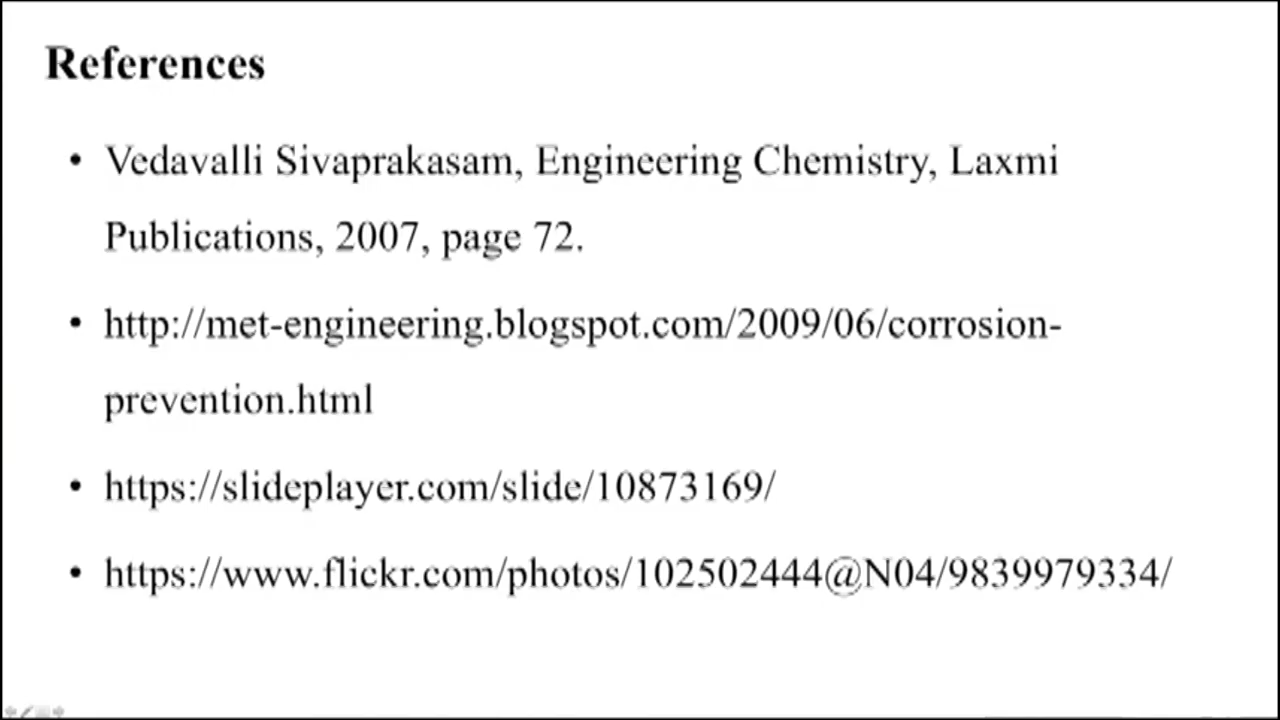 References
• Vedavalli Sivaprakasam, Engineering Chemistry, Laxmi
Publications, 2007, page 72.
• http://met-engineering.blogspot.com/2009/06/corrosion-
prevention.html
• https://slideplayer.com/slide/10873169/
• https://www.flickr.com/photos/102502444@N04/9839979334/